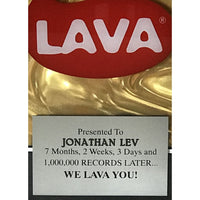 LAVA®
Presented To
JONATHAN LEV
7 Months, 2 Weeks, 3 Days and
1,000,000 RECORDS LATER...
WE LAVA YOU!